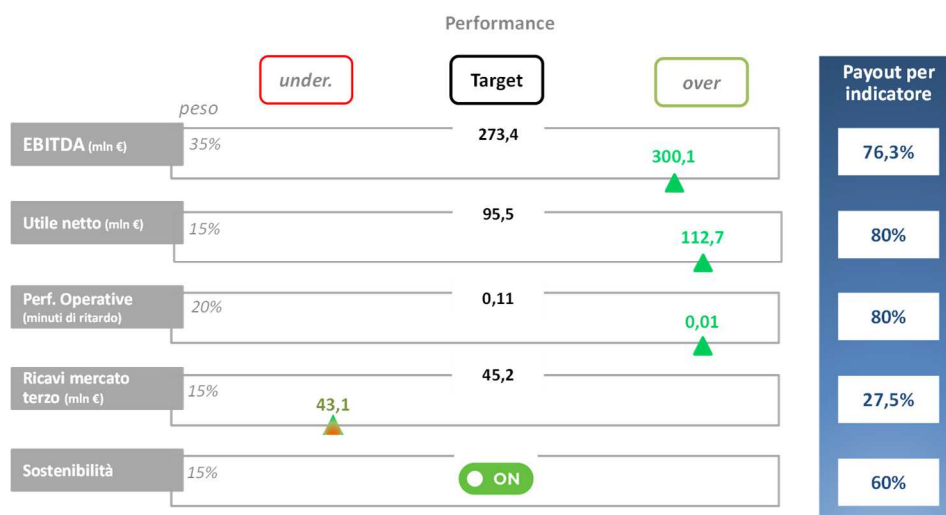 Performance
under.
Target
over
Payout per
indicatore
peso
EBITDA (mln €)
35%
273,4
300,1
76,3%
Utile netto (mln €)
15%
95,5
112,7
80%
Perf. Operative
(minuti di ritardo)
20%
0,11
0,01
80%
Ricavi mercato
terzo (mln €)
15%
45,2
43,1
27,5%
Sostenibilità
15%
ON
60%